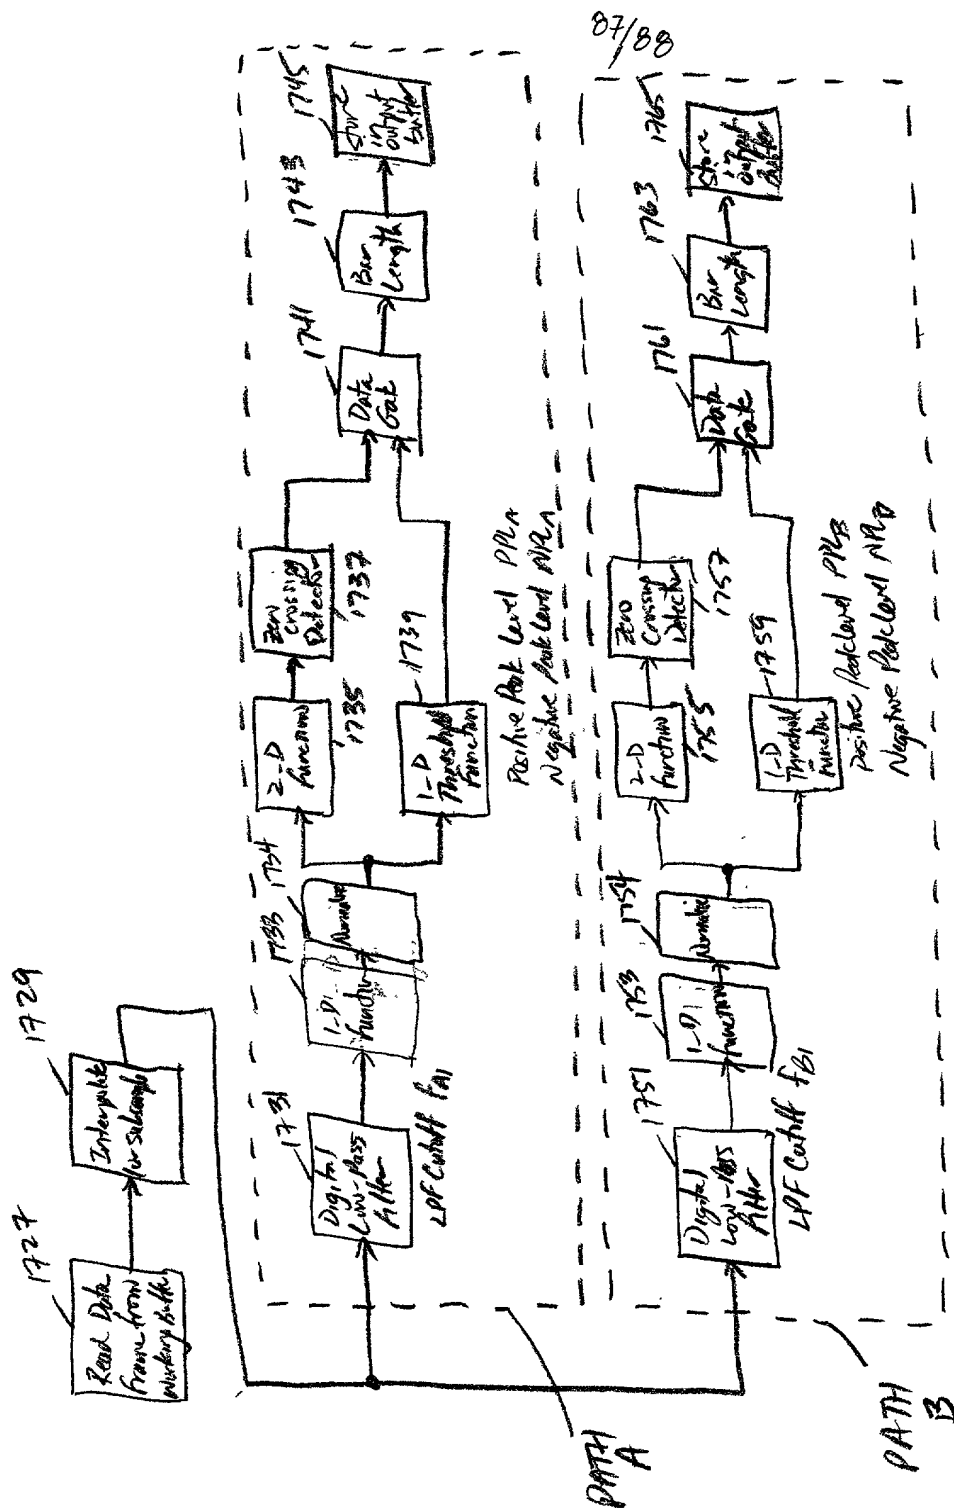 87/88
1727
Read Data
Frame from
Working Buffer
1729
Interpolate
/or subsample
1731
Digital
Low-Pass
Filter
LPF Cutoff fA1
1733
1-D
Function
1734
Normalize
1735
2-D
Function
1737
Zero
Crossing
Detector
1739
1-D
Threshold
Function
Positive Peak Level PPLA
Negative Peak Level NPLA
1741
Data
Gate
1743
Bar
Length
1745
Store
in
output
buffer
PATH
A
1751
Digital
Low-Pass
Filter
LPF Cutoff fB1
1753
1-D
Function
1754
Normalize
1755
2-D
Function
1757
Zero
Crossing
Detector
1759
1-D
Threshold
Function
Positive Peak Level PPLB
Negative Peak Level NPLB
1761
Data
Gate
1763
Bar
Length
1765
Store
in
output
Buffer
PATH
B